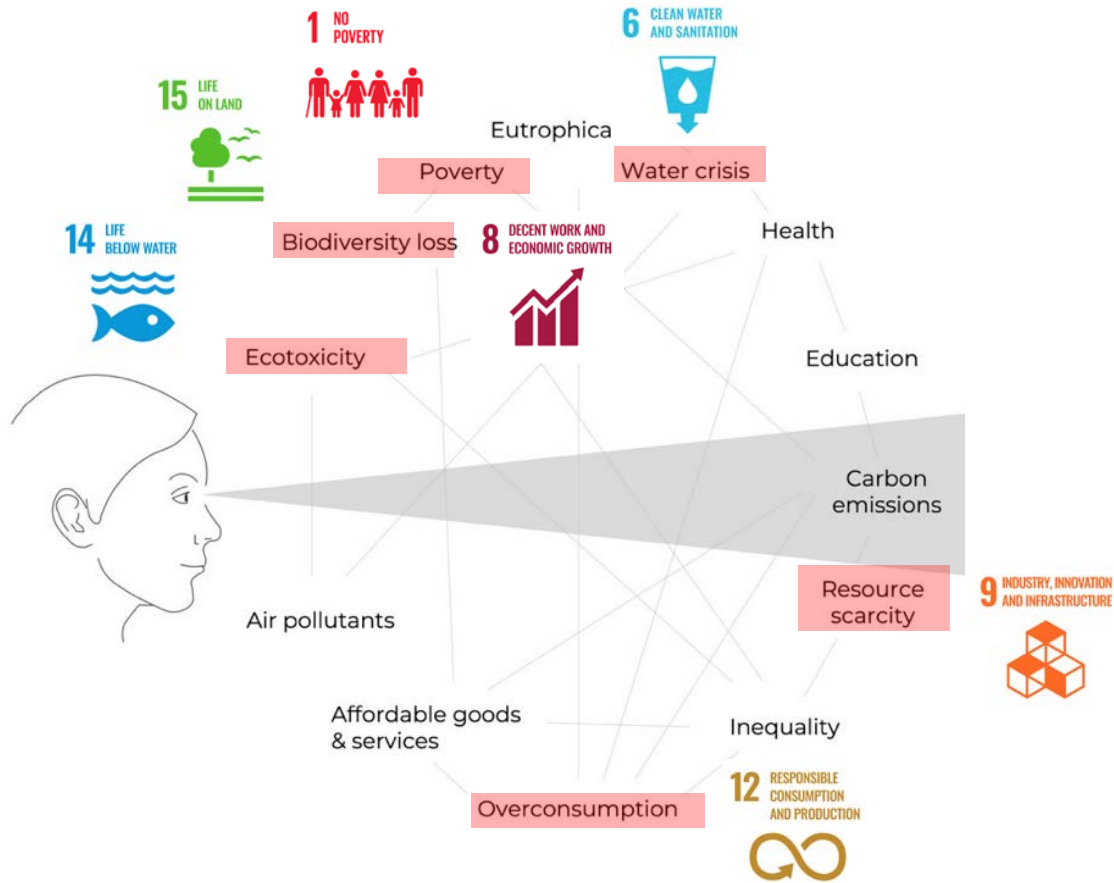 1 NO
POVERTY
6 CLEAN WATER
AND SANITATION
15 LIFE
ON LAND
Eutrophica
Poverty
Water crisis
14 LIFE
BELOW WATER
Biodiversity loss
8 DECENT WORK AND
ECONOMIC GROWTH
Health
Ecotoxicity
Education
Carbon
emissions
Resource
scarcity
9 INDUSTRY, INNOVATION
AND INFRASTRUCTURE
Air pollutants
Affordable goods
& services
Inequality
Overconsumption
12 RESPONSIBLE
CONSUMPTION
AND PRODUCTION